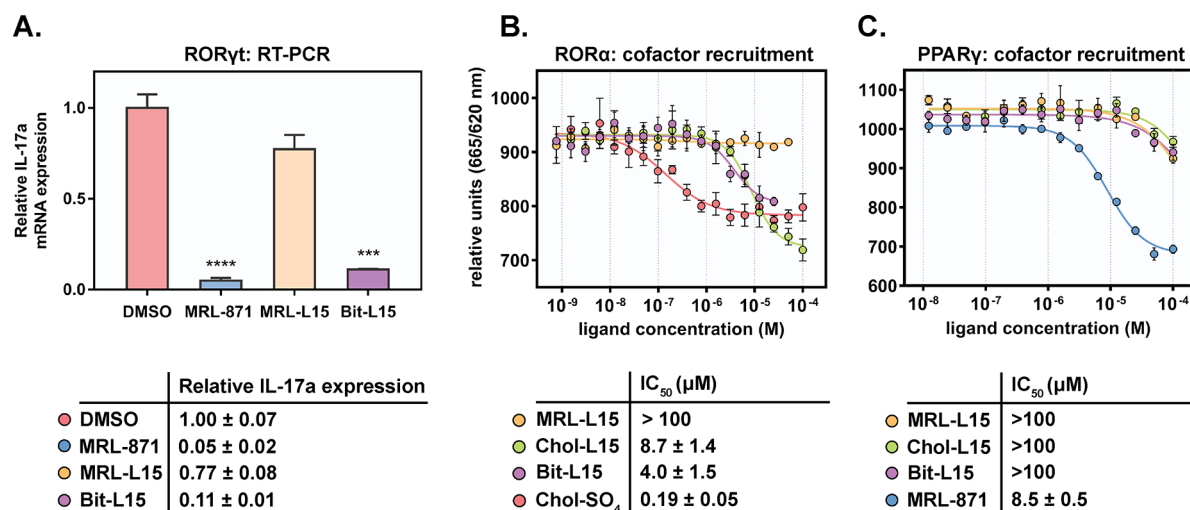 A.
RORγt: RT-PCR
Relative IL-17a
mRNA expression
1.0
0.5
0.0
****
***
DMSO MRL-871 MRL-L15 Bit-L15
Relative IL-17a expression
DMSO 1.00 ± 0.07
MRL-871 0.05 ± 0.02
MRL-L15 0.77 ± 0.08
Bit-L15 0.11 ± 0.01
B.
RORα: cofactor recruitment
relative units (665/620 nm)
1000
900
800
700
10⁻⁹ 10⁻⁸ 10⁻⁷ 10⁻⁶ 10⁻⁵ 10⁻⁴
ligand concentration (M)
IC₅₀ (µM)
MRL-L15 > 100
Chol-L15 8.7 ± 1.4
Bit-L15 4.0 ± 1.5
Chol-SO₄ 0.19 ± 0.05
C.
PPARγ: cofactor recruitment
1100
1000
900
800
700
600
10⁻⁸ 10⁻⁷ 10⁻⁶ 10⁻⁵ 10⁻⁴
ligand concentration (M)
IC₅₀ (µM)
MRL-L15 >100
Chol-L15 >100
Bit-L15 >100
MRL-871 8.5 ± 0.5